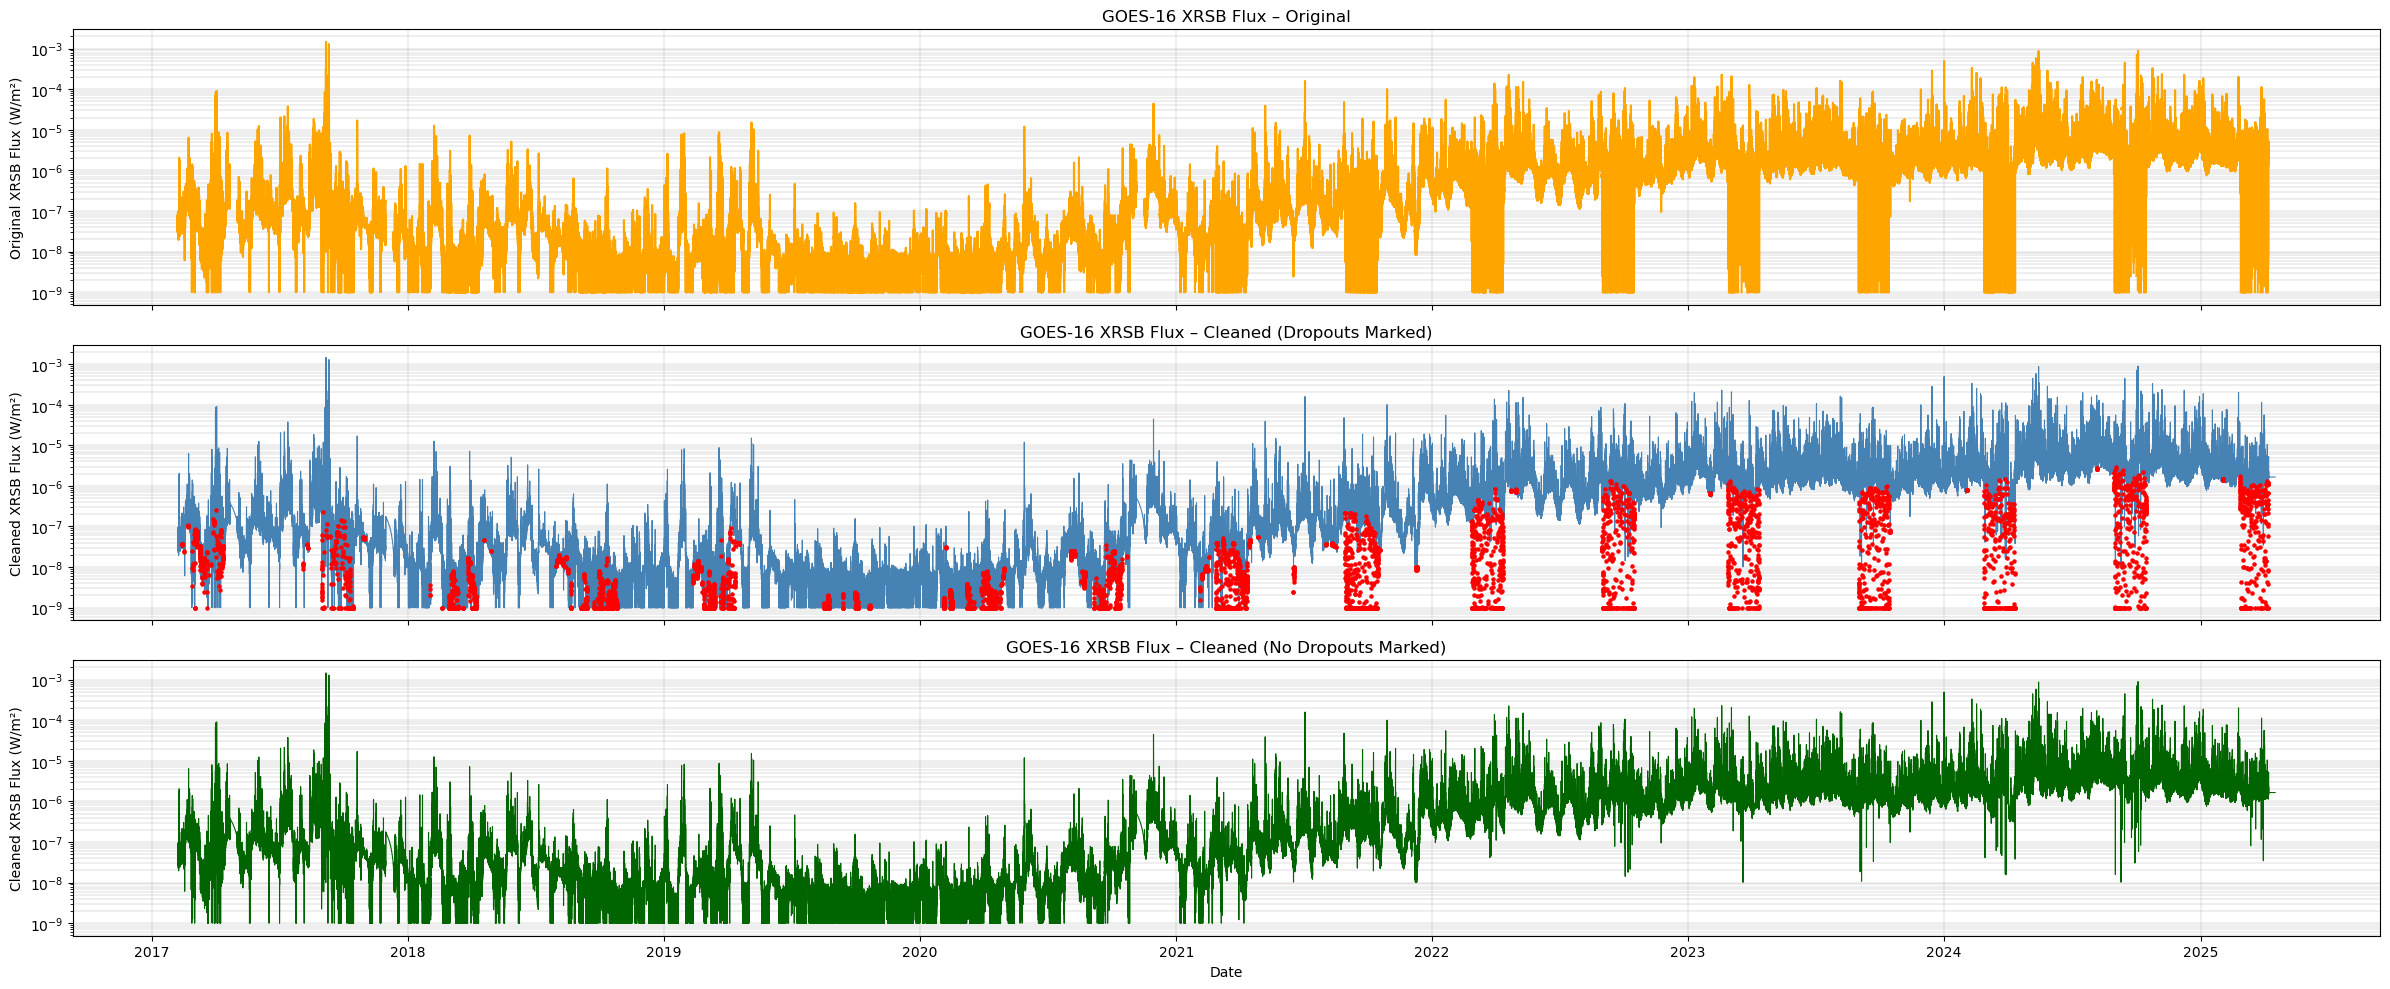 GOES-16 XRSB Flux – Original
Original XRSB Flux (W/m²)
10⁻³
10⁻⁴
10⁻⁵
10⁻⁶
10⁻⁷
10⁻⁸
10⁻⁹
GOES-16 XRSB Flux – Cleaned (Dropouts Marked)
Cleaned XRSB Flux (W/m²)
10⁻³
10⁻⁴
10⁻⁵
10⁻⁶
10⁻⁷
10⁻⁸
10⁻⁹
GOES-16 XRSB Flux – Cleaned (No Dropouts Marked)
Cleaned XRSB Flux (W/m²)
10⁻³
10⁻⁴
10⁻⁵
10⁻⁶
10⁻⁷
10⁻⁸
10⁻⁹
2017 2018 2019 2020 2021 2022 2023 2024 2025
Date